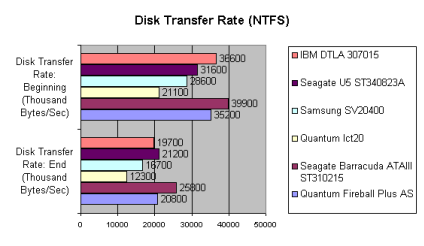 Disk Transfer Rate (NTFS)
Disk Transfer
Rate:
Beginning
(Thousand
Bytes/Sec)
36600
31600
28600
21100
39900
35200
Disk Transfer
Rate: End
(Thousand
Bytes/Sec)
19700
21200
16700
12300
25800
20800
0
10000
20000
30000
40000
50000
IBM DTLA 307015
Seagate U5 ST340823A
Samsung SV20400
Quantum lct20
Seagate Barracuda ATAIII
ST310215
Quantum Fireball Plus AS